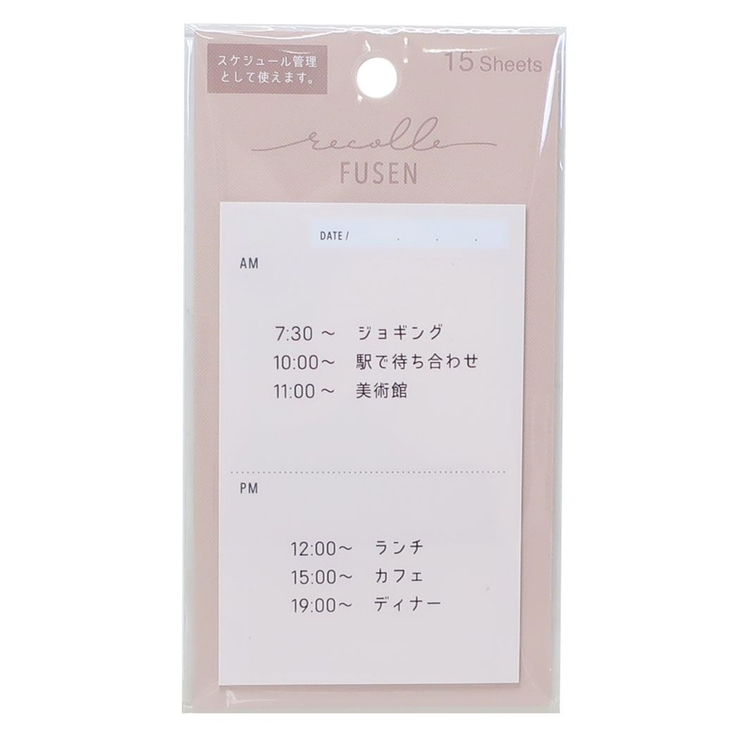 スケジュール管理
として使えます。
15 Sheets
recolle
FUSEN
DATE / . . .
AM
7:30～ ジョギング
10:00～ 駅で待ち合わせ
11:00～ 美術館
PM
12:00～ ランチ
15:00～ カフェ
19:00～ ディナー